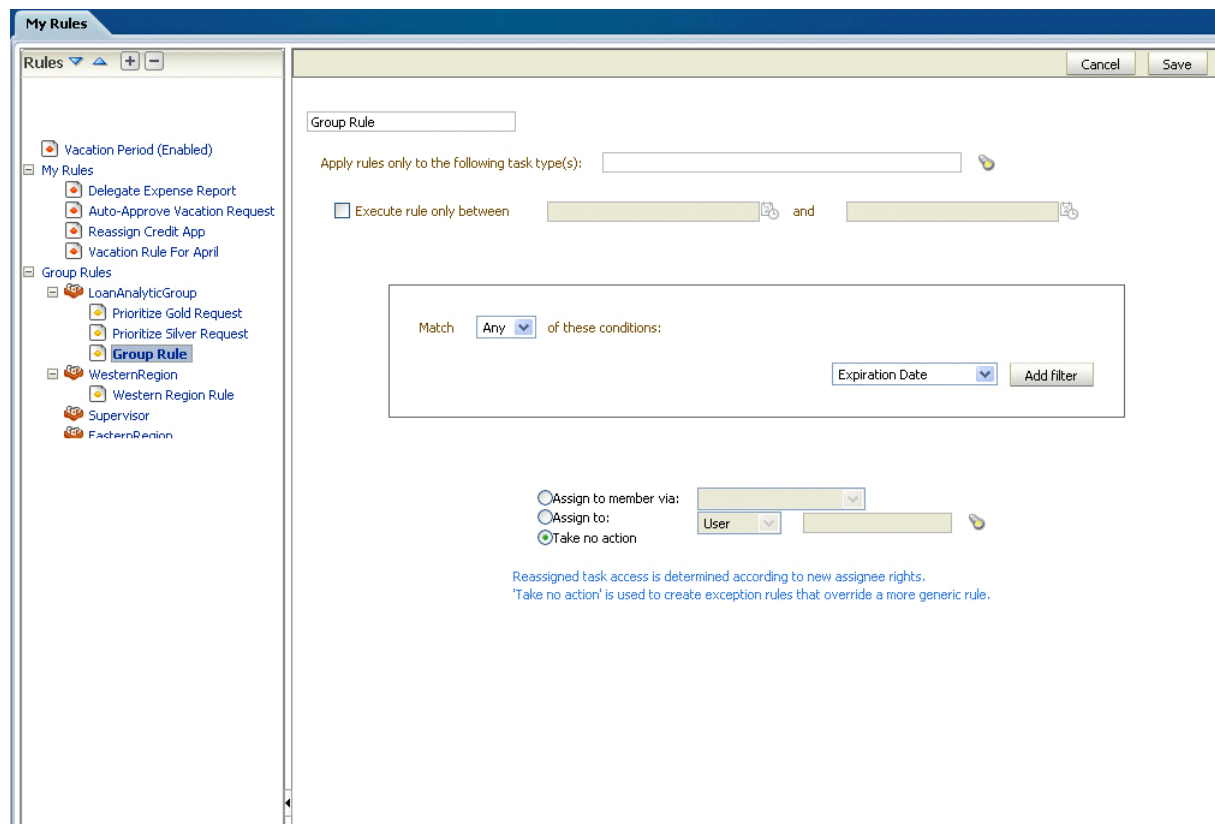 My Rules
Rules
Cancel
Save
Vacation Period (Enabled)
My Rules
Delegate Expense Report
Auto-Approve Vacation Request
Reassign Credit App
Vacation Rule For April
Group Rules
LoanAnalyticGroup
Prioritize Gold Request
Prioritize Silver Request
Group Rule
WesternRegion
Western Region Rule
Supervisor
EasternRegion
Group Rule
Apply rules only to the following task type(s):
Execute rule only between and
Match Any of these conditions:
Expiration Date Add filter
Assign to member via:
Assign to: User
Take no action
Reassigned task access is determined according to new assignee rights.
'Take no action' is used to create exception rules that override a more generic rule.